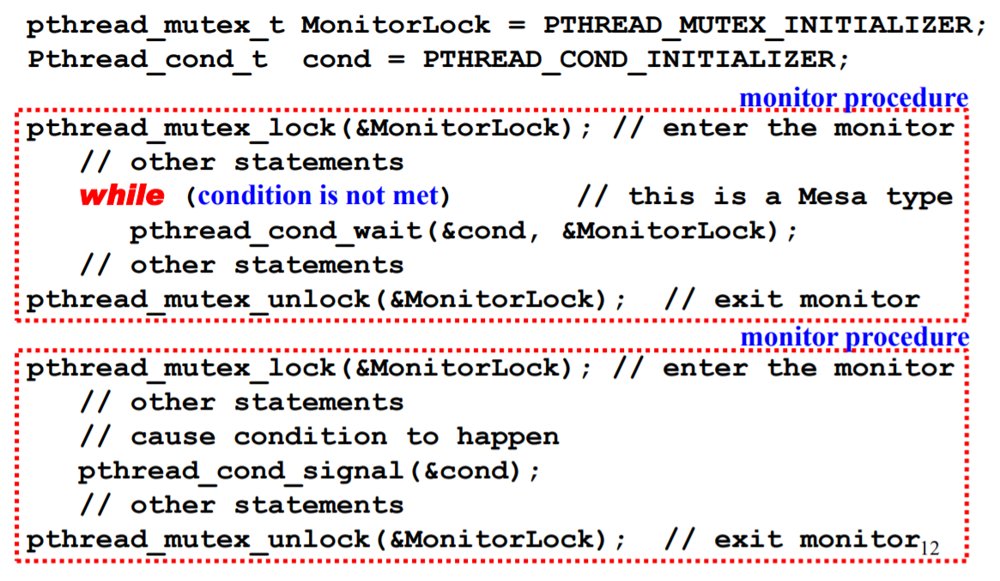 pthread_mutex_t MonitorLock = PTHREAD_MUTEX_INITIALIZER;
Pthread_cond_t cond = PTHREAD_COND_INITIALIZER;
monitor procedure
pthread_mutex_lock(&MonitorLock); // enter the monitor
// other statements
while (condition is not met) // this is a Mesa type
pthread_cond_wait(&cond, &MonitorLock);
// other statements
pthread_mutex_unlock(&MonitorLock); // exit monitor
monitor procedure
pthread_mutex_lock(&MonitorLock); // enter the monitor
// other statements
// cause condition to happen
pthread_cond_signal(&cond);
// other statements
pthread_mutex_unlock(&MonitorLock); // exit monitor
12